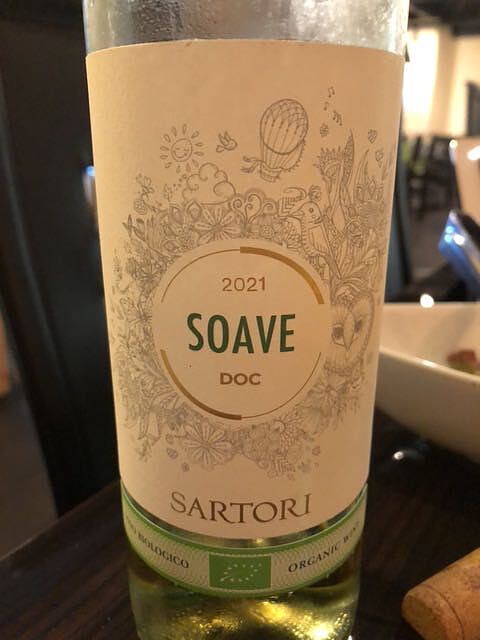 2021
SOAVE
DOC
SARTORI
BIOLOGICO
ORGANIC WINE